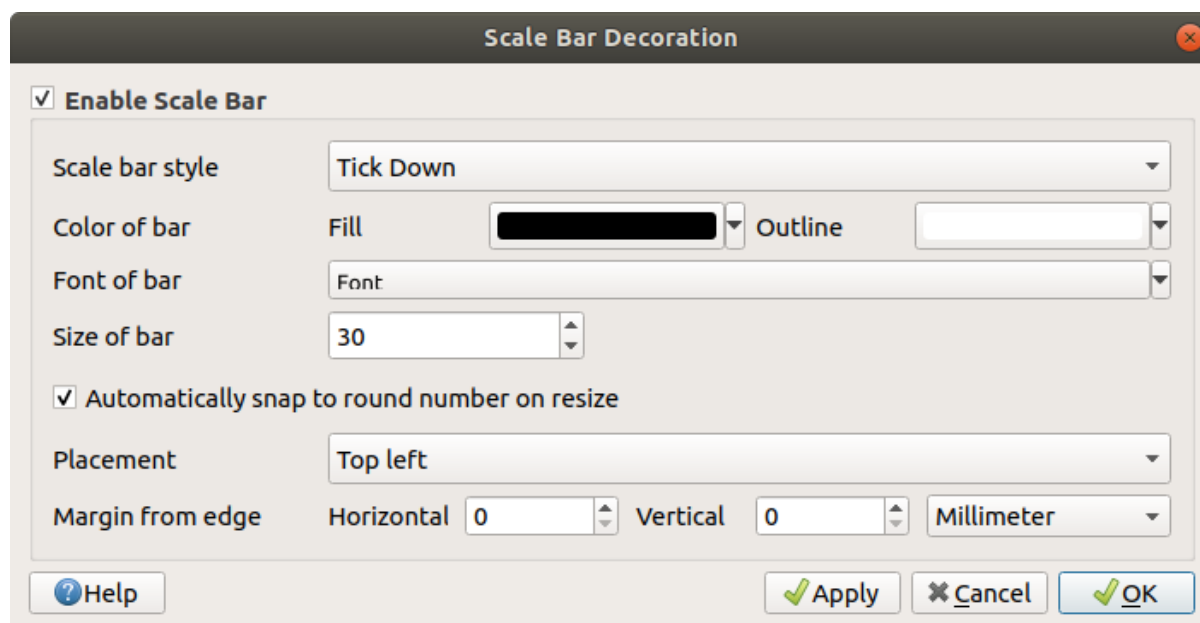 Scale Bar Decoration
Enable Scale Bar
Scale bar style Tick Down
Color of bar Fill Outline
Font of bar Font
Size of bar 30
Automatically snap to round number on resize
Placement Top left
Margin from edge Horizontal 0 Vertical 0 Millimeter
Help Apply Cancel OK